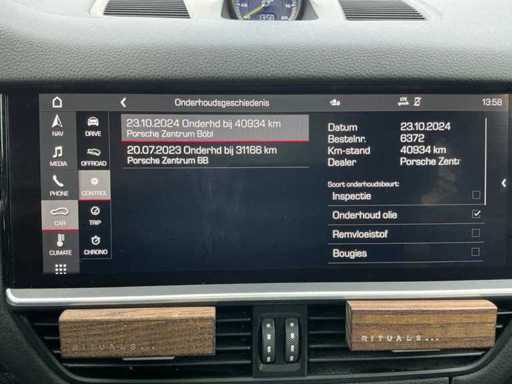 1350
Onderhoudsgeschiedenis
LTE
13:58
NAV
DRIVE
MEDIA
OFFROAD
PHONE
CONTROL
CAR
TRIP
CLIMATE
CHRONO
23.10.2024 Onderhd bij 40934 km
Porsche Zentrum Böbl
20.07.2023 Onderhd bij 31166 km
Porsche Zentrum BB
Datum 23.10.2024
Bestelnr. 6372
Km-stand 40934 km
Dealer Porsche Zentr
Soort onderhoudsbeurt:
Inspectie
Onderhoud olie
Remvloeistof
Bougies
RITUALS...
RITUALS...